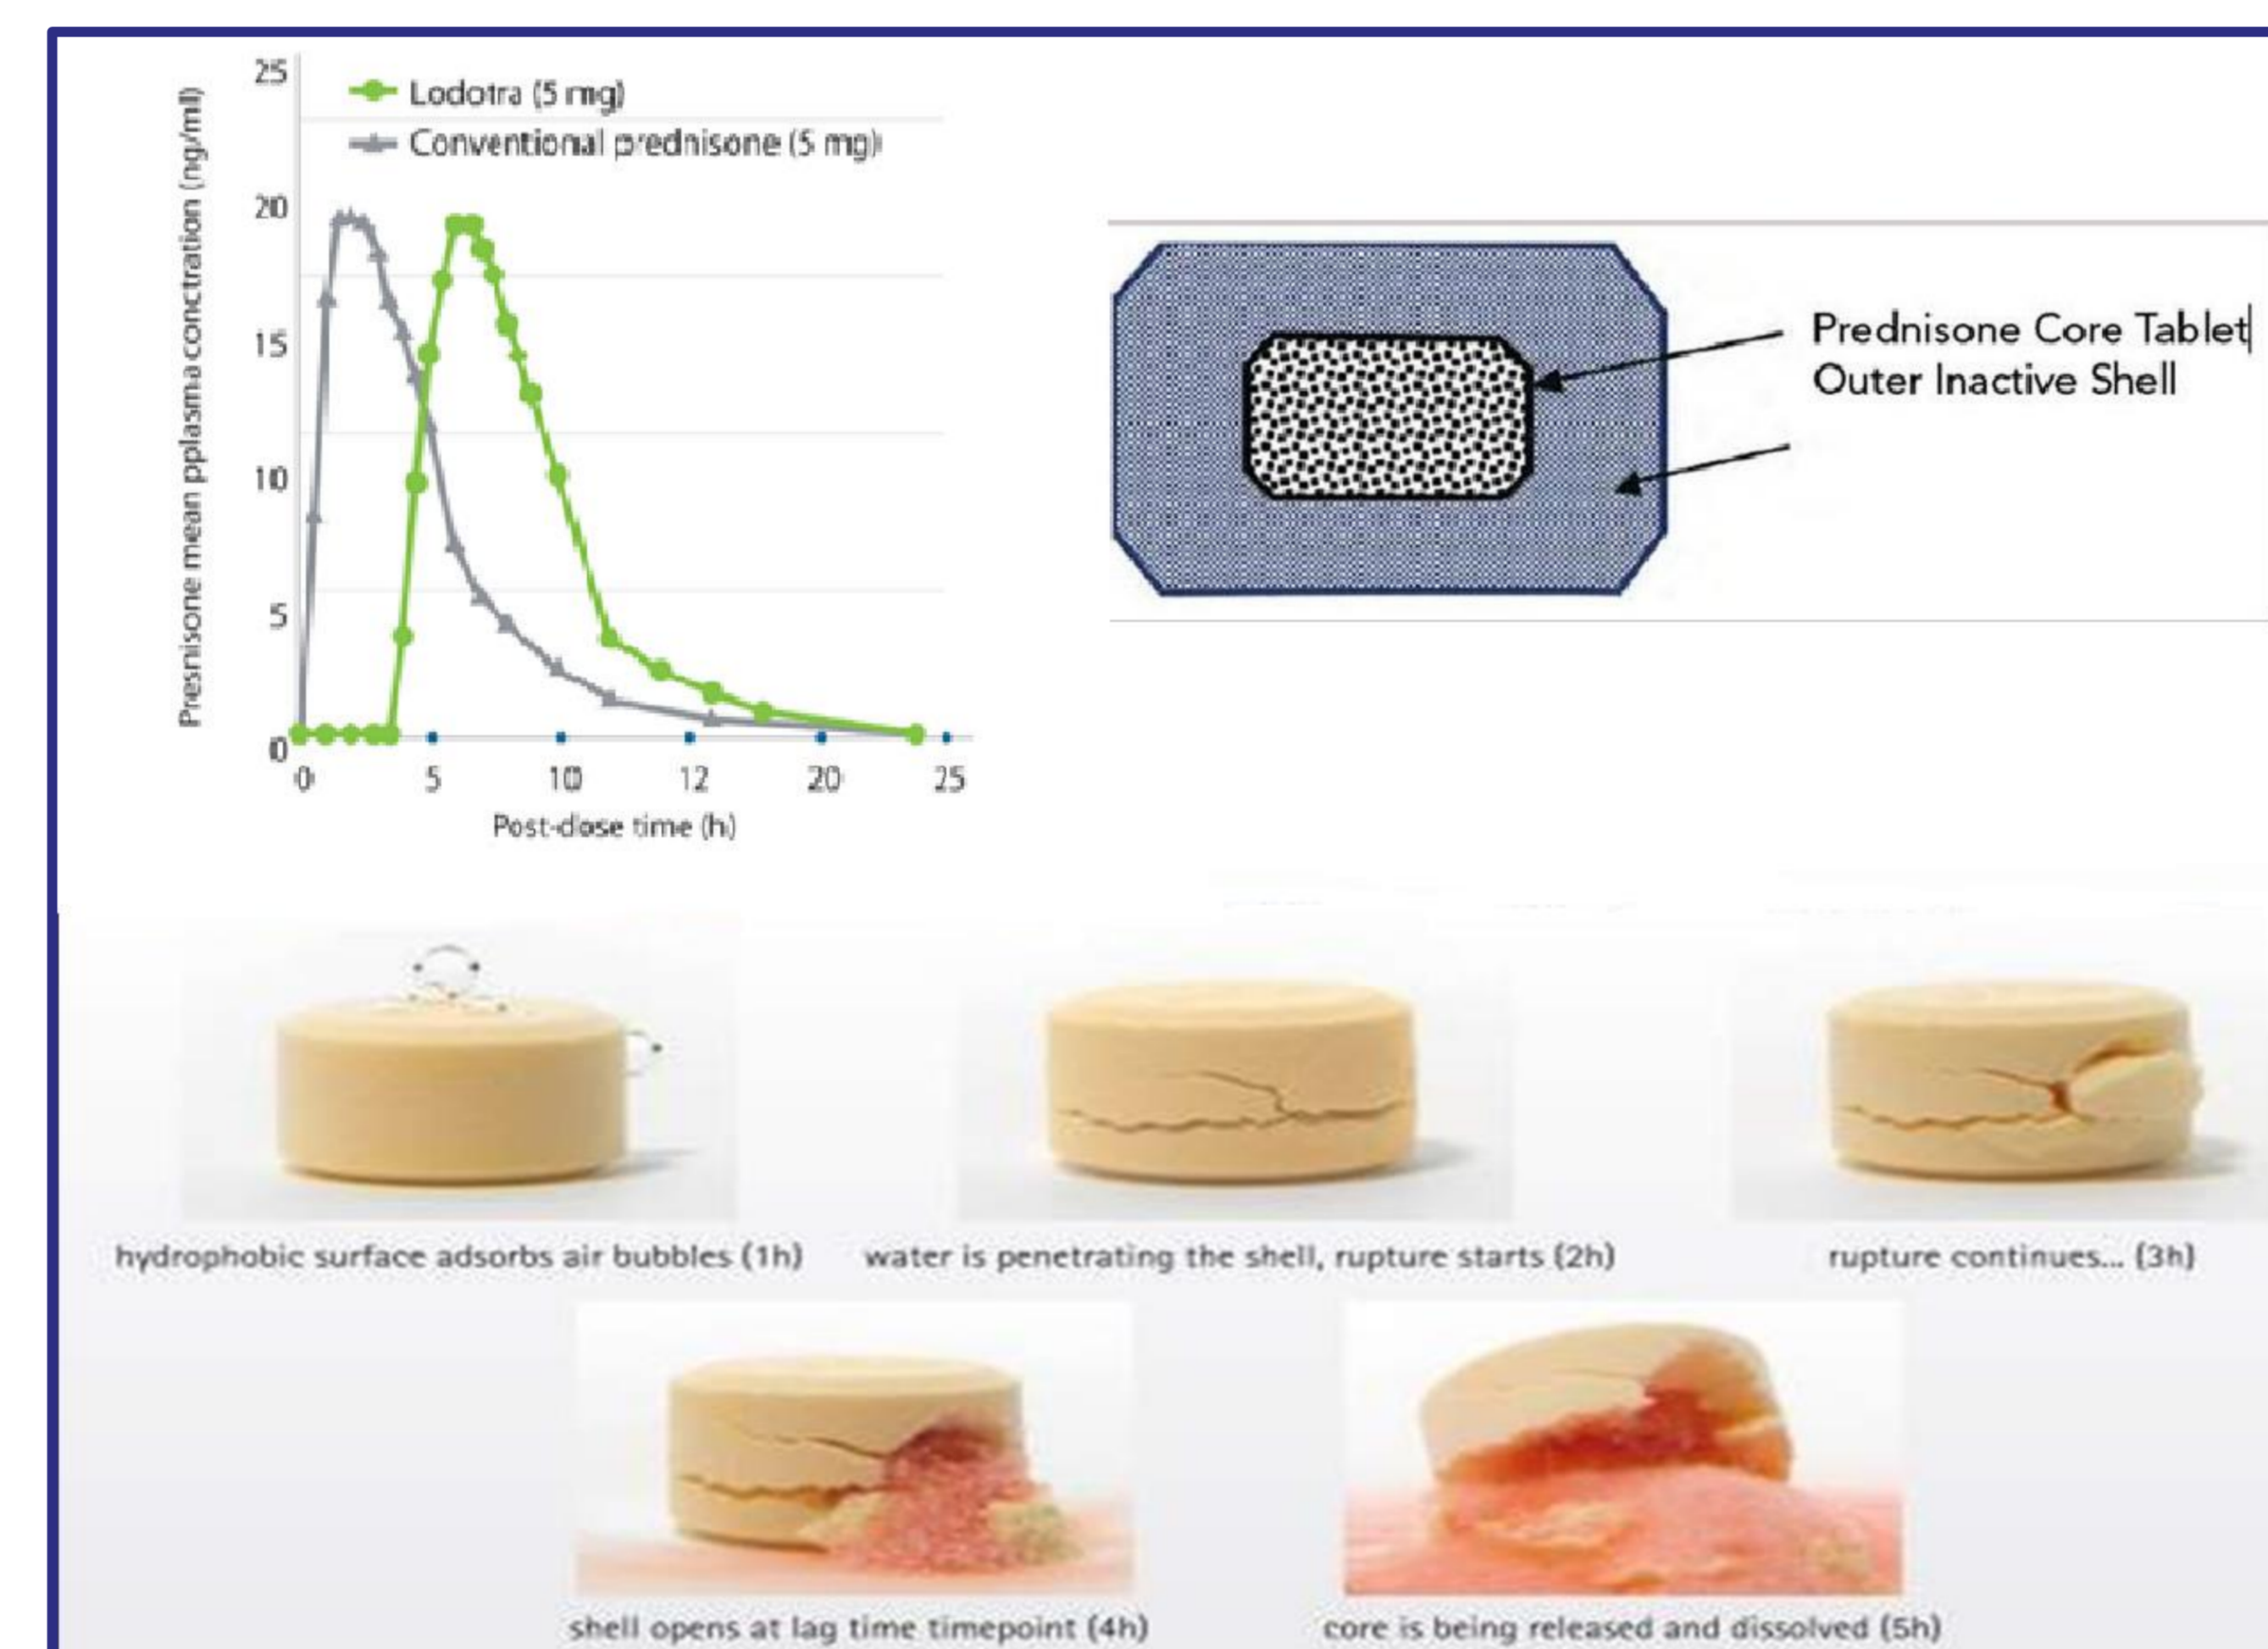 Presnisone mean pplasma conctration (ng/ml)
25
20
15
10
5
0
Lodotra (5 mg)
Conventional prednisone (5 mg)
0 5 10 12 20 25
Post-dose time (h)
Prednisone Core Tablet
Outer Inactive Shell
hydrophobic surface adsorbs air bubbles (1h)
water is penetrating the shell, rupture starts (2h)
rupture continues... (3h)
shell opens at lag time timepoint (4h)
core is being released and dissolved (5h)